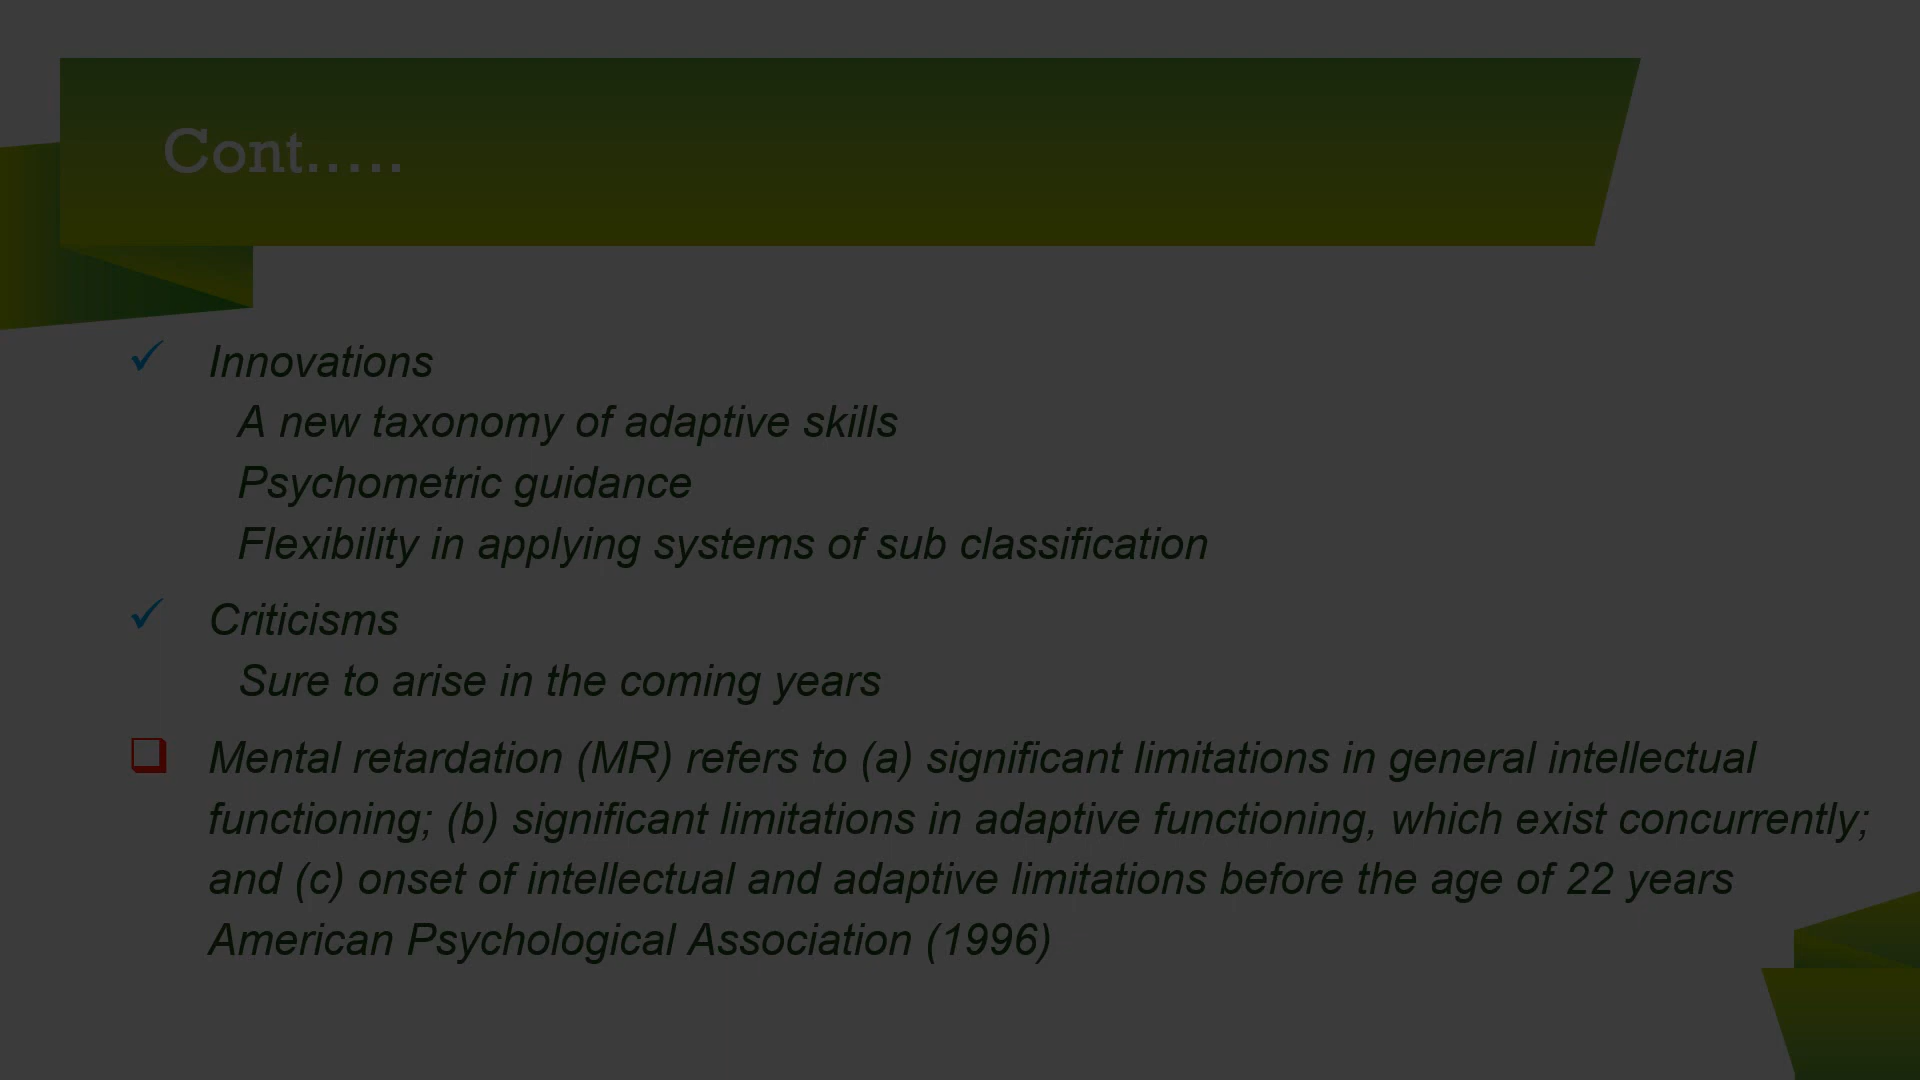 Cont.....
Innovations
A new taxonomy of adaptive skills
Psychometric guidance
Flexibility in applying systems of sub classification
Criticisms
Sure to arise in the coming years
Mental retardation (MR) refers to (a) significant limitations in general intellectual
functioning; (b) significant limitations in adaptive functioning, which exist concurrently;
and (c) onset of intellectual and adaptive limitations before the age of 22 years
American Psychological Association (1996)